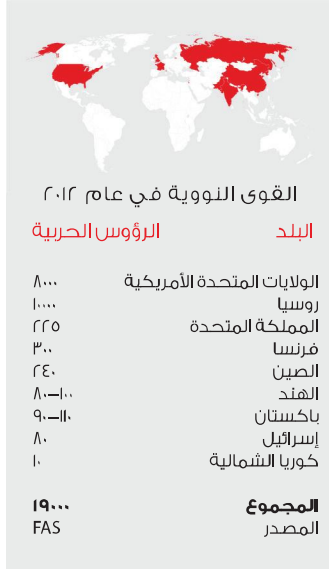 القوى النووية في عام ٢٠١٢
البلد الرؤوس الحربية
الولايات المتحدة الأمريكية ٨٠٠٠
روسيا ١٠٠٠٠
المملكة المتحدة ٢٢٥
فرنسا ٣٠٠
الصين ٢٤٠
الهند ٨٠–١٠٠
باكستان ٩٠–١١٠
إسرائيل ٨٠
كوريا الشمالية ١٠
المجموع ١٩٠٠٠
المصدر FAS